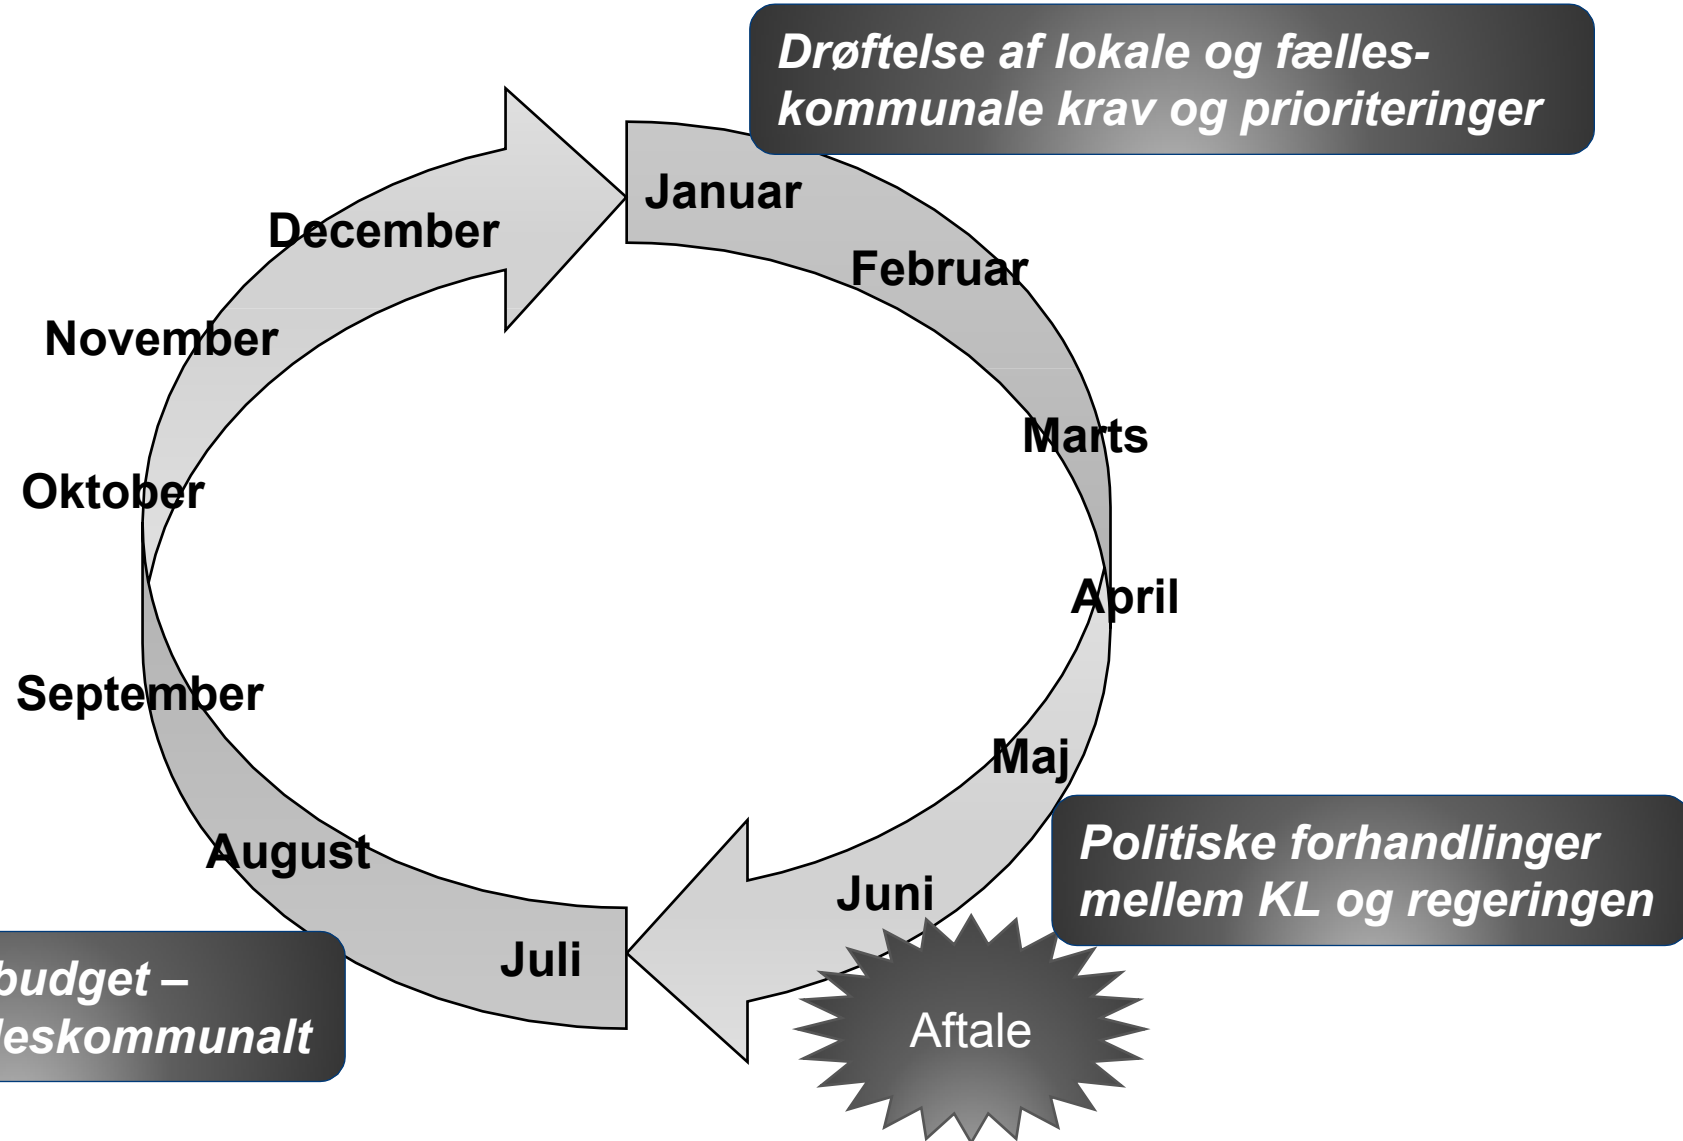 Drøftelse af lokale og fælles-
kommunale krav og prioriteringer
Januar
Februar
Marts
April
Maj
Juni
Juli
August
September
Oktober
November
December
Politiske forhandlinger
mellem KL og regeringen
Aftale
budget –